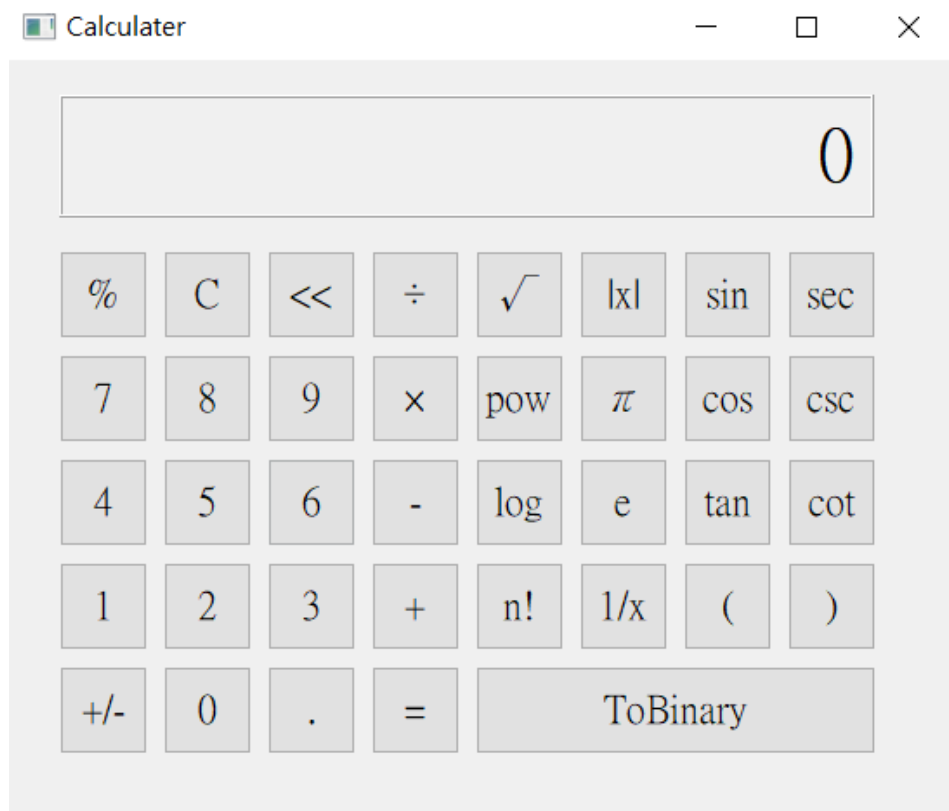 Calculater
0
% C << ÷ √ |x| sin sec
7 8 9 × pow π cos csc
4 5 6 - log e tan cot
1 2 3 + n! 1/x ( )
+/- 0 . = ToBinary